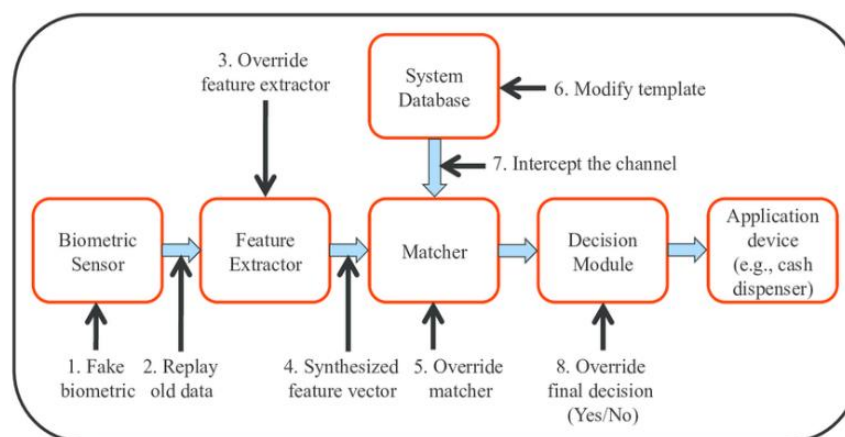 3. Override
feature extractor
System
Database
6. Modify template
7. Intercept the channel
Biometric
Sensor
Feature
Extractor
Matcher
Decision
Module
Application
device
(e.g., cash
dispenser)
1. Fake
biometric
2. Replay
old data
4. Synthesized
feature vector
5. Override
matcher
8. Override
final decision
(Yes/No)